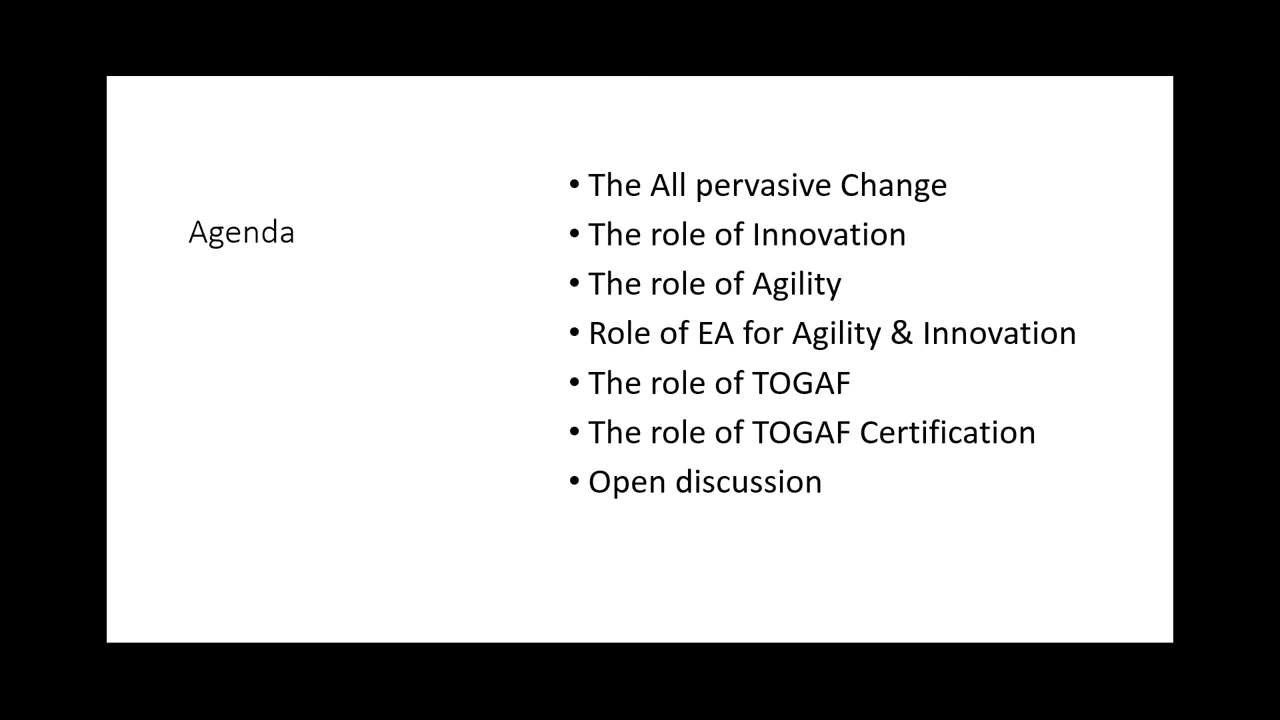 Agenda
• The All pervasive Change
• The role of Innovation
• The role of Agility
• Role of EA for Agility & Innovation
• The role of TOGAF
• The role of TOGAF Certification
• Open discussion